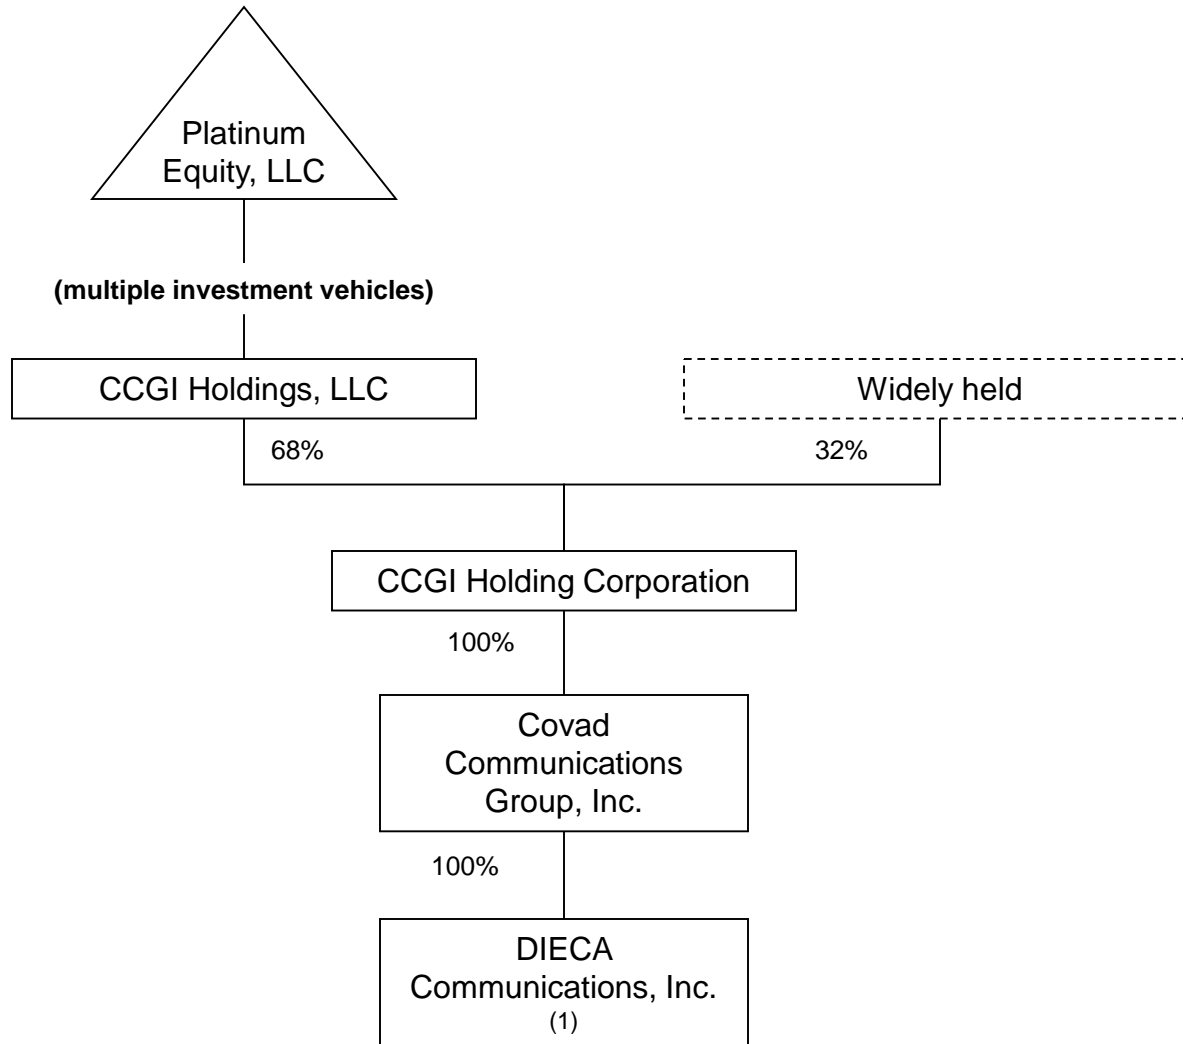 Platinum
Equity, LLC
(multiple investment vehicles)
CCGI Holdings, LLC
Widely held
68%
32%
CCGI Holding Corporation
100%
Covad
Communications
Group, Inc.
100%
DIECA
Communications, Inc.
(1)